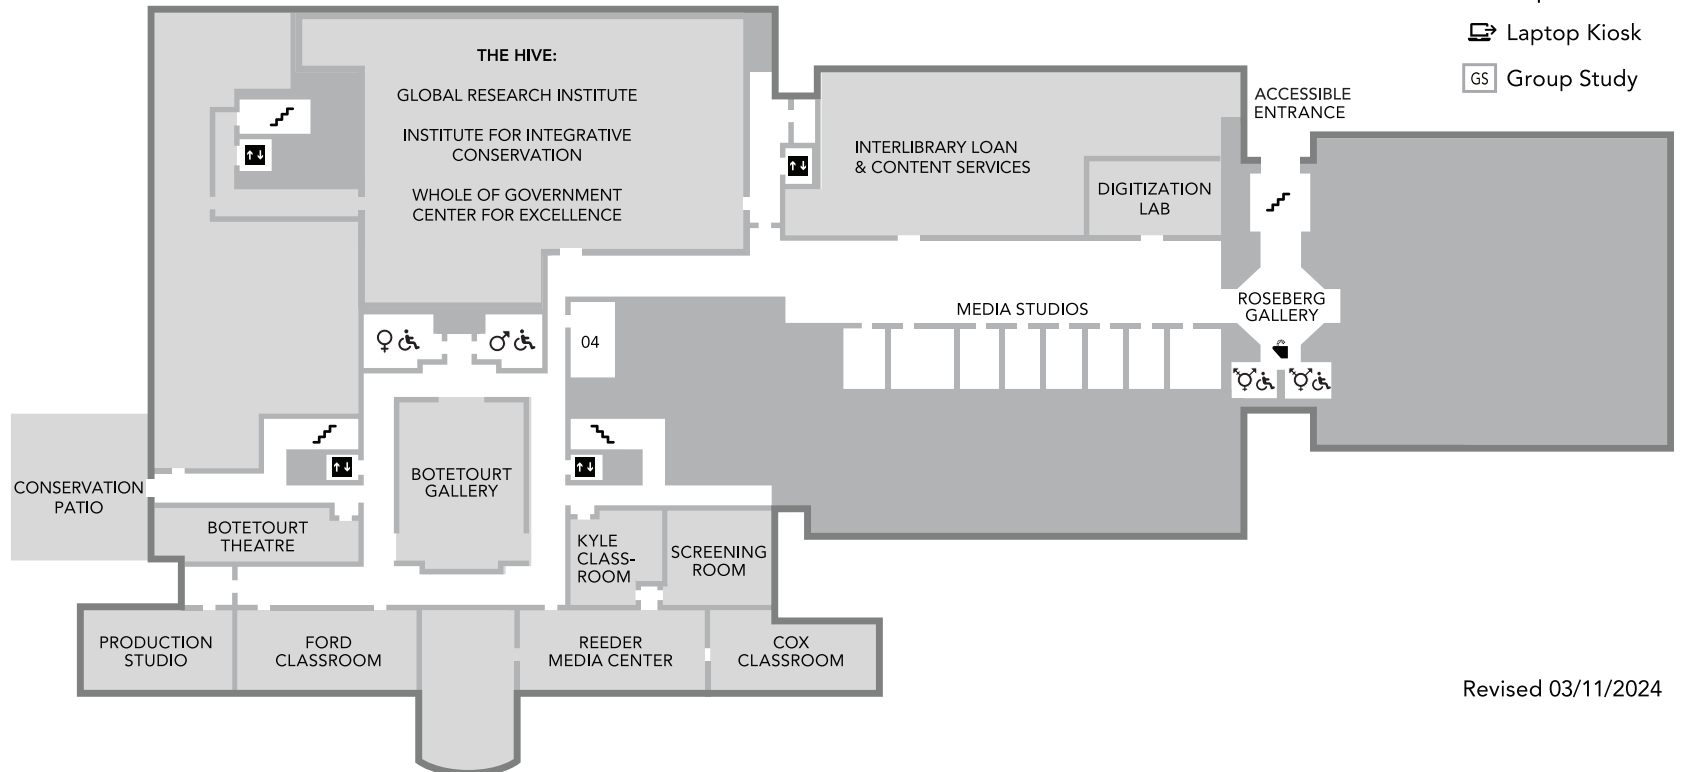 Laptop Kiosk
GS Group Study
THE HIVE:
GLOBAL RESEARCH INSTITUTE
INSTITUTE FOR INTEGRATIVE
CONSERVATION
WHOLE OF GOVERNMENT
CENTER FOR EXCELLENCE
INTERLIBRARY LOAN
& CONTENT SERVICES
DIGITIZATION
LAB
ACCESSIBLE
ENTRANCE
ROSEBERG
GALLERY
MEDIA STUDIOS
04
CONSERVATION
PATIO
BOTETOURT
THEATRE
BOTETOURT
GALLERY
KYLE
CLASS-
ROOM
SCREENING
ROOM
PRODUCTION
STUDIO
FORD
CLASSROOM
REEDER
MEDIA CENTER
COX
CLASSROOM
Revised 03/11/2024